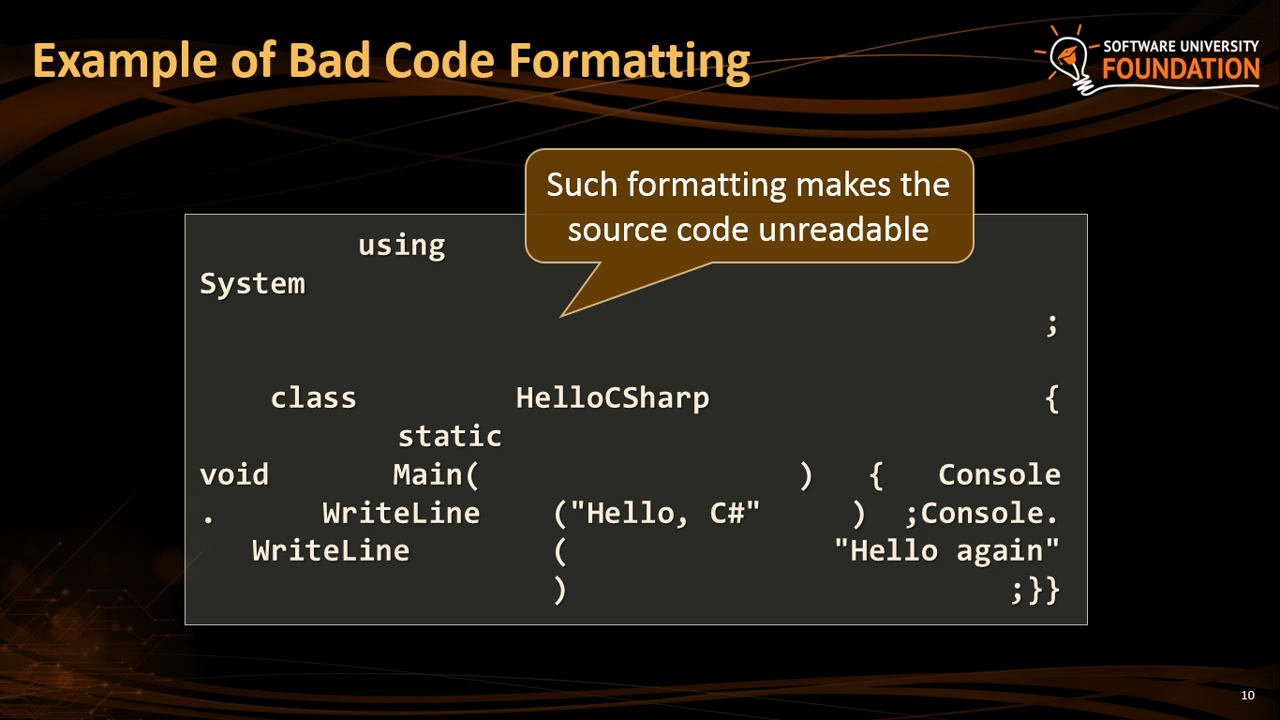 Example of Bad Code Formatting
SOFTWARE UNIVERSITY
FOUNDATION
Such formatting makes the
source code unreadable
using
System
;
class HelloCSharp {
static
void Main( ) { Console
. WriteLine ("Hello, C#" ) ;Console.
WriteLine ( "Hello again"
) ;}}
10